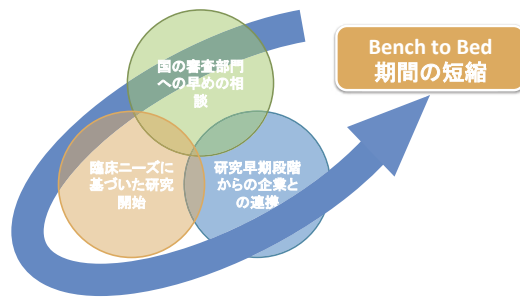 国の審査部門
への早めの相
談
Bench to Bed
期間の短縮
臨床ニーズに
基づいた研究
開始
研究早期段階
からの企業と
の連携